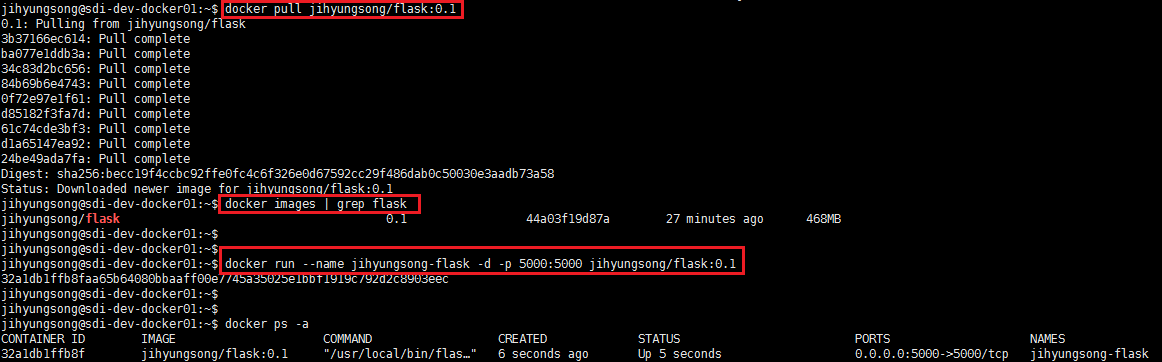 jihyungsong@sdi-dev-docker01:~$ docker pull jihyungsong/flask:0.1
0.1: Pulling from jihyungsong/flask
3b37166ec614: Pull complete
ba077e1ddb3a: Pull complete
34c83d2bc656: Pull complete
84b69b6e4743: Pull complete
0f72e97e1f61: Pull complete
d85182f3fa7d: Pull complete
61c74cde3bf3: Pull complete
d1a65147ea92: Pull complete
24be49ada7fa: Pull complete
Digest: sha256:becc19f4ccbc92ffe0fc4c6f326e0d67592cc29f486dab0c50030e3aadb73a58
Status: Downloaded newer image for jihyungsong/flask:0.1
jihyungsong@sdi-dev-docker01:~$ docker images | grep flask
jihyungsong/flask 0.1 44a03f19d87a 27 minutes ago 468MB
jihyungsong@sdi-dev-docker01:~$
jihyungsong@sdi-dev-docker01:~$
jihyungsong@sdi-dev-docker01:~$ docker run --name jihyungsong-flask -d -p 5000:5000 jihyungsong/flask:0.1
32a1db1ffb8faa65b64080bbaaff00e7745a35025e1bbf1919c792d2c8903eec
jihyungsong@sdi-dev-docker01:~$
jihyungsong@sdi-dev-docker01:~$
jihyungsong@sdi-dev-docker01:~$ docker ps -a
CONTAINER ID IMAGE COMMAND CREATED STATUS PORTS NAMES
32a1db1ffb8f jihyungsong/flask:0.1 "/usr/local/bin/flas…" 6 seconds ago Up 5 seconds 0.0.0.0:5000->5000/tcp jihyungsong-flask